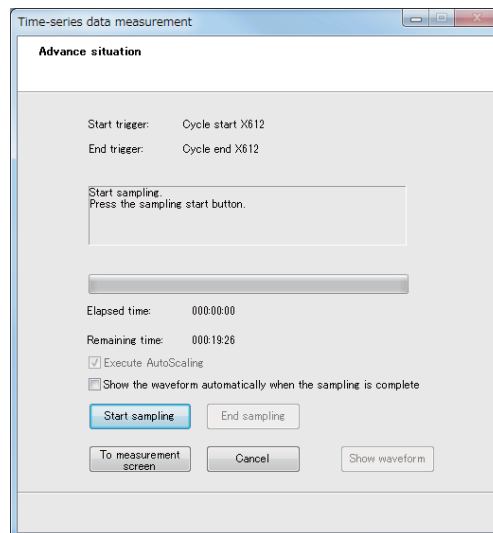 Time-series data measurement
Advance situation
Start trigger: Cycle start X612
End trigger: Cycle end X612
Start sampling.
Press the sampling start button.
Elapsed time: 000:00:00
Remaining time: 000:19:26
Execute AutoScaling
Show the waveform automatically when the sampling is complete
Start sampling End sampling
To measurement
screen
Cancel Show waveform